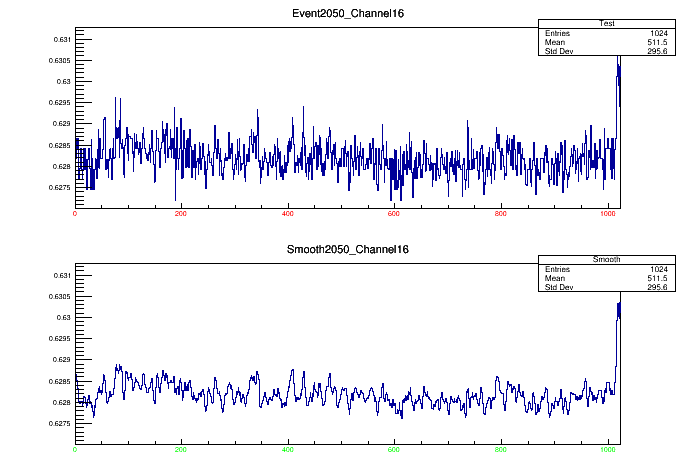 Event2050_Channel16
Test
Entries 1024
Mean 511.5
Std Dev 295.6
0.631
0.6305
0.63
0.6295
0.629
0.6285
0.628
0.6275
0 200 400 600 800 1000
Smooth2050_Channel16
Smooth
Entries 1024
Mean 511.5
Std Dev 295.6
0.631
0.6305
0.63
0.6295
0.629
0.6285
0.628
0.6275
0 200 400 600 800 1000